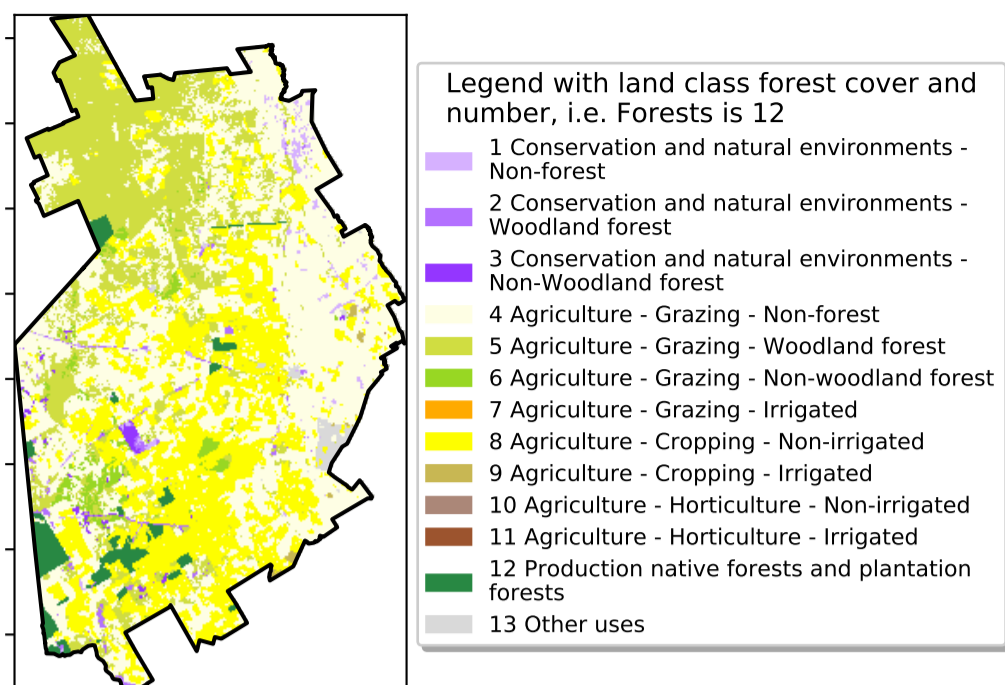 Legend with land class forest cover and
number, i.e. Forests is 12
1 Conservation and natural environments -
Non-forest
2 Conservation and natural environments -
Woodland forest
3 Conservation and natural environments -
Non-Woodland forest
4 Agriculture - Grazing - Non-forest
5 Agriculture - Grazing - Woodland forest
6 Agriculture - Grazing - Non-woodland forest
7 Agriculture - Grazing - Irrigated
8 Agriculture - Cropping - Non-irrigated
9 Agriculture - Cropping - Irrigated
10 Agriculture - Horticulture - Non-irrigated
11 Agriculture - Horticulture - Irrigated
12 Production native forests and plantation
forests
13 Other uses